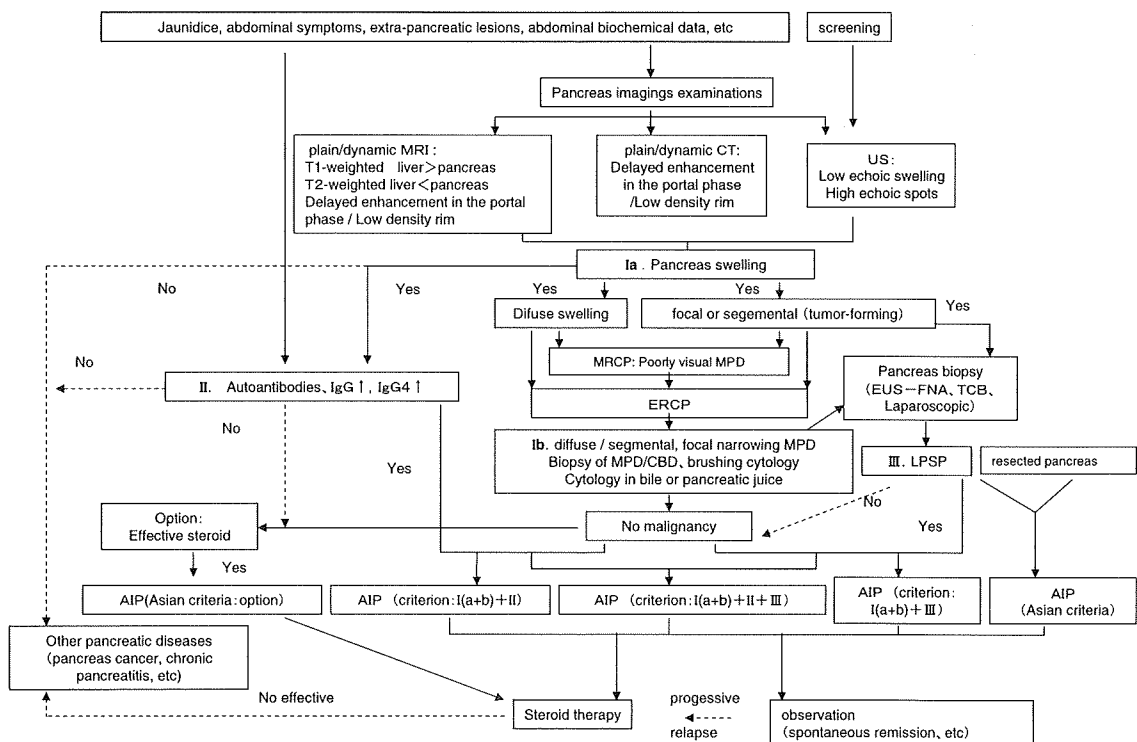 Jaunidice, abdominal symptoms, extra-pancreatic lesions, abdominal biochemical data, etc
screening
Pancreas imagings examinations
plain/dynamic MRI：
T1-weighted liver＞pancreas
T2-weighted liver＜pancreas
Delayed enhancement in the portal
phase / Low density rim
plain/dynamic CT:
Delayed enhancement
in the portal phase
/Low density rim
US：
Low echoic swelling
High echoic spots
Ⅰa . Pancreas swelling
No
Yes
Yes
Yes
Yes
Difuse swelling
focal or segemental (tumor-forming)
MRCP: Poorly visual MPD
No
Ⅱ. Autoantibodies、IgG↑, IgG4↑
Pancreas biopsy
(EUS－FNA、TCB、
Laparoscopic)
ERCP
No
Yes
Ⅰb. diffuse / segmental, focal narrowing MPD
Biopsy of MPD/CBD、brushing cytology
Cytology in bile or pancreatic juice
Ⅲ. LPSP
resected pancreas
No
Yes
Option:
Effective steroid
No malignancy
Yes
AIP(Asian criteria：option)
AIP (criterion：Ⅰ(a+b)＋Ⅱ)
AIP (criterion：Ⅰ(a+b)＋Ⅱ＋Ⅲ)
AIP (criterion：
Ⅰ(a+b)＋Ⅲ
AIP
(Asian criteria)
Other pancreatic diseases
(pancreas cancer, chronic
pancreatitis, etc)
No effective
Steroid therapy
progessive
relapse
observation
(spontaneous remission、etc)